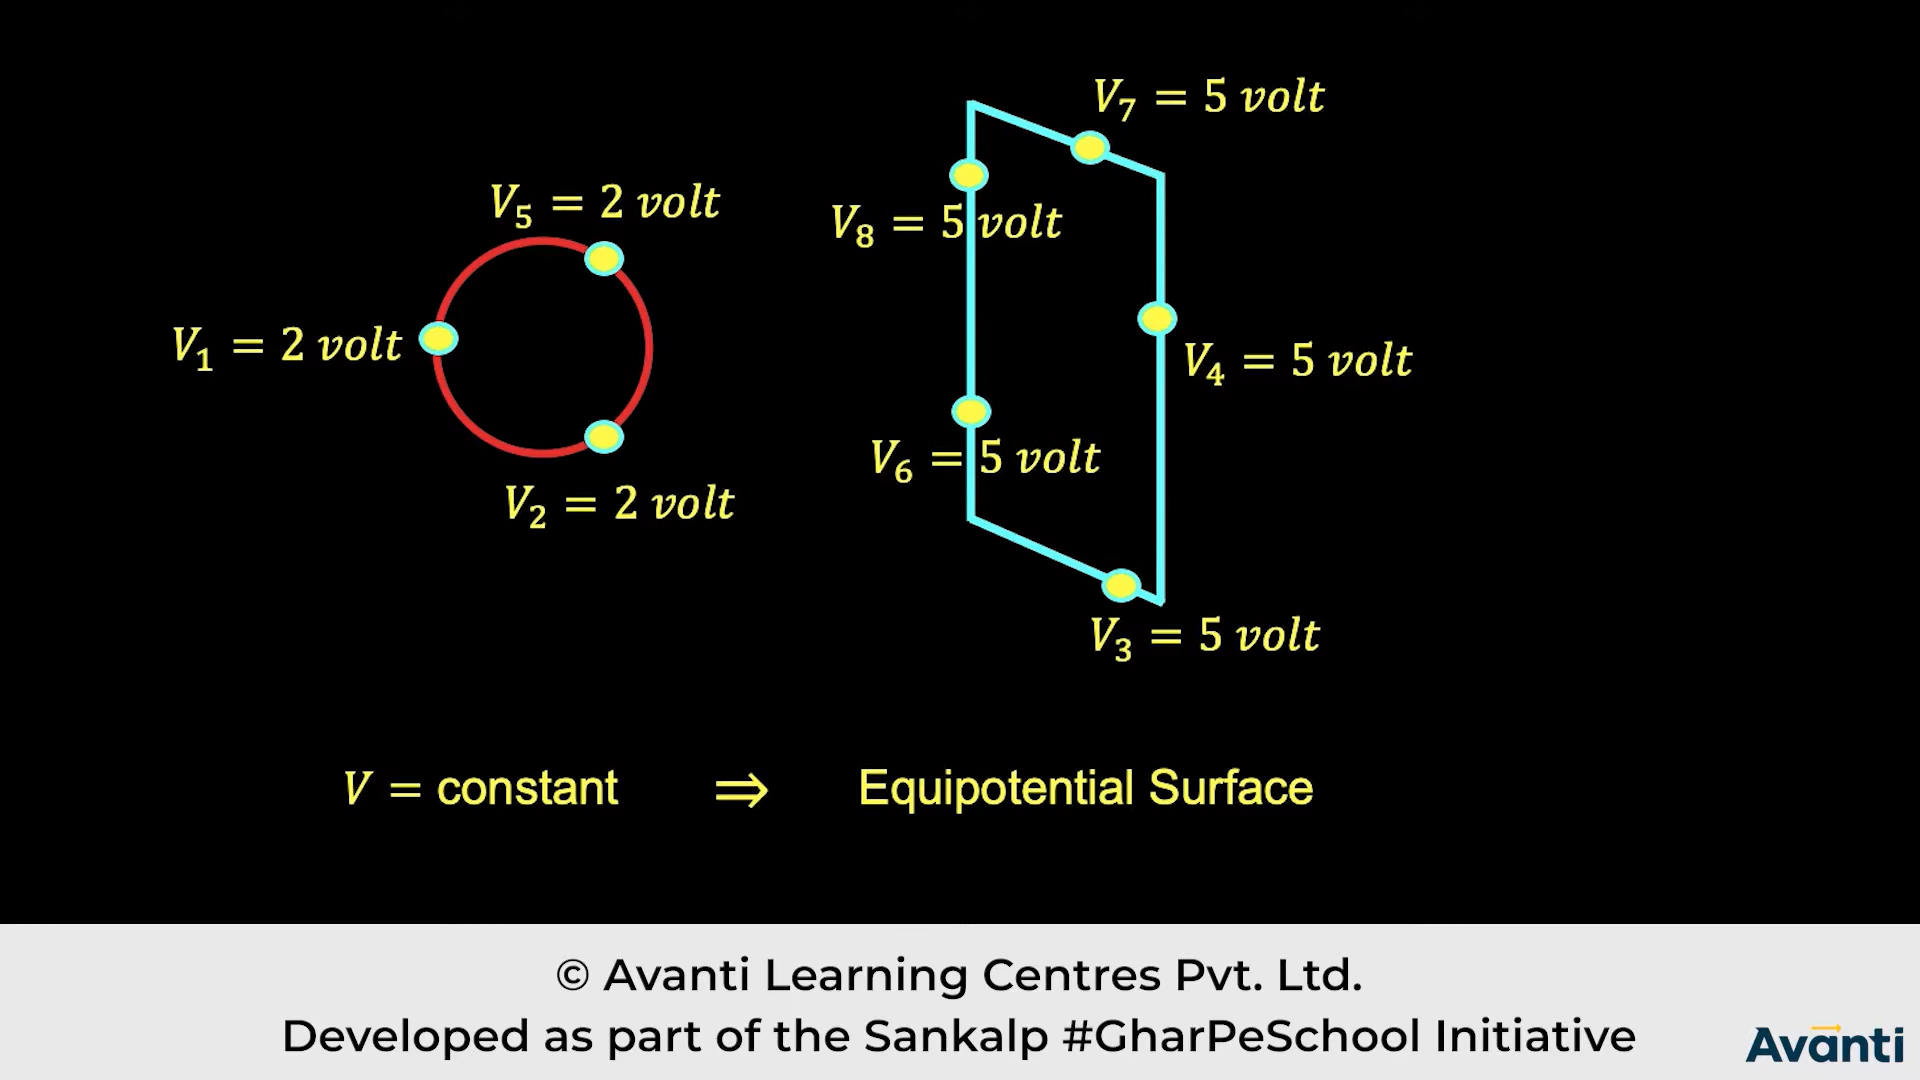 V₇ = 5 volt
V₅ = 2 volt
V₈ = 5 volt
V₁ = 2 volt
V₄ = 5 volt
V₆ = 5 volt
V₂ = 2 volt
V₃ = 5 volt
V = constant ⇒ Equipotential Surface
© Avanti Learning Centres Pvt. Ltd.
Developed as part of the Sankalp #GharPeSchool Initiative
Avanti